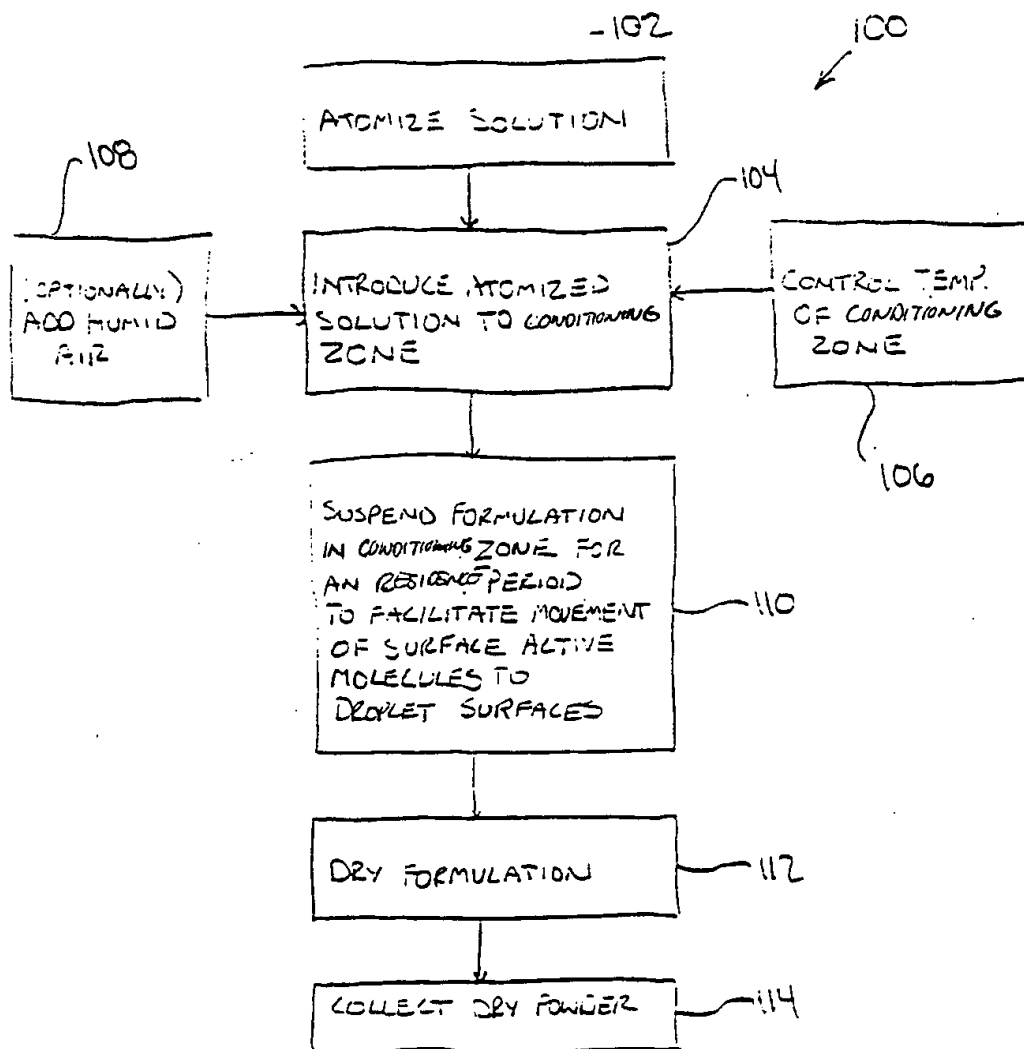 -102
100
ATOMIZE SOLUTION
108
104
(OPTIONALLY)
ADD HUMID
AIR
INTRODUCE ATOMIZED
SOLUTION TO CONDITIONING
ZONE
CONTROL TEMP.
OF CONDITIONING
ZONE
106
SUSPEND FORMULATION
IN CONDITIONING ZONE FOR
AN RESIDENCE PERIOD
TO FACILITATE MOVEMENT
OF SURFACE ACTIVE
MOLECULES TO
DROPLET SURFACES
110
DRY FORMULATION
112
COLLECT DRY POWDER
114